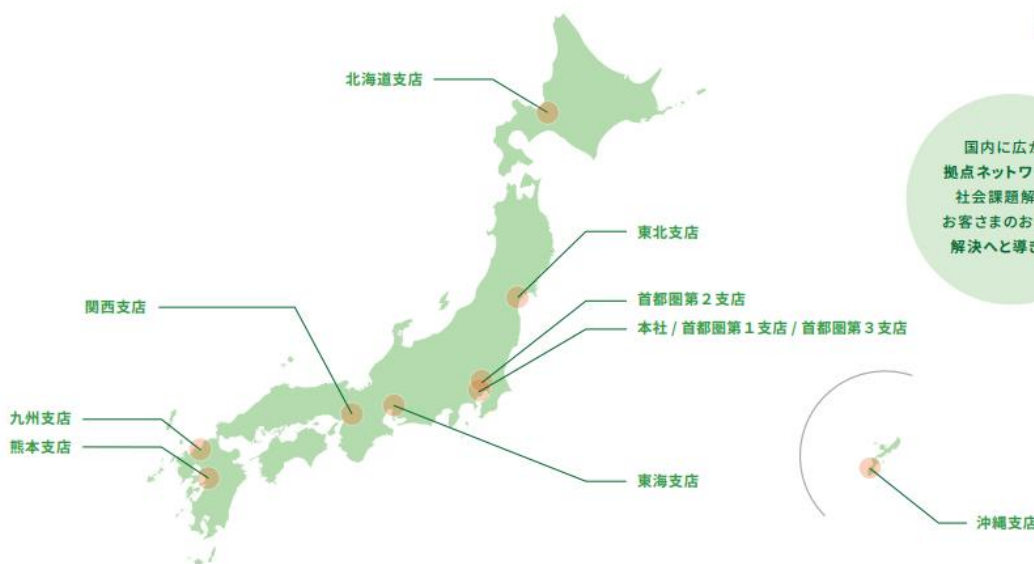 北海道支店
国内に広
拠点ネットワ
社会課題解
お客さまのお
解決へと導
東北支店
首都圏第２支店
関西支店
本社 / 首都圏第１支店 / 首都圏第３支店
九州支店
熊本支店
東海支店
沖縄支店